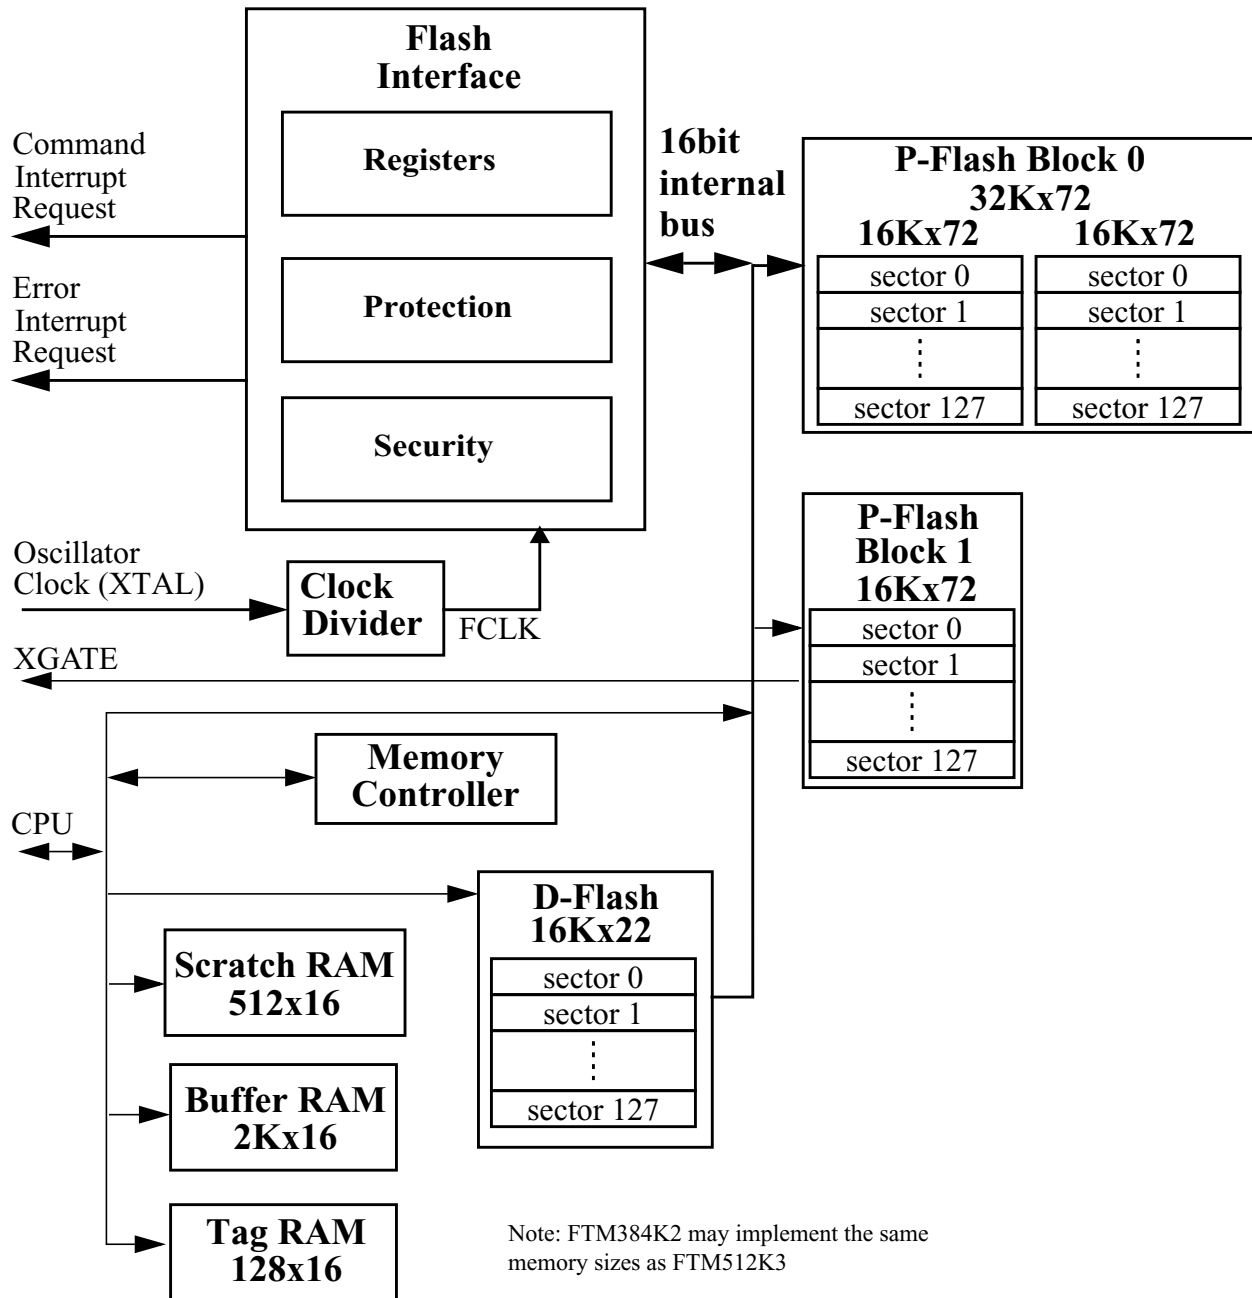 Flash
Interface
Registers
Protection
Security
Command
Interrupt
Request
Error
Interrupt
Request
16bit
internal
bus
P-Flash Block 0
32Kx72
16Kx72
16Kx72
sector 0
sector 0
sector 1
sector 1
sector 127
sector 127
P-Flash
Block 1
16Kx72
sector 0
sector 1
sector 127
Oscillator
Clock (XTAL)
Clock
Divider
FCLK
XGATE
Memory
Controller
CPU
D-Flash
16Kx22
sector 0
sector 1
sector 127
Scratch RAM
512x16
Buffer RAM
2Kx16
Tag RAM
128x16
Note: FTM384K2 may implement the same
memory sizes as FTM512K3